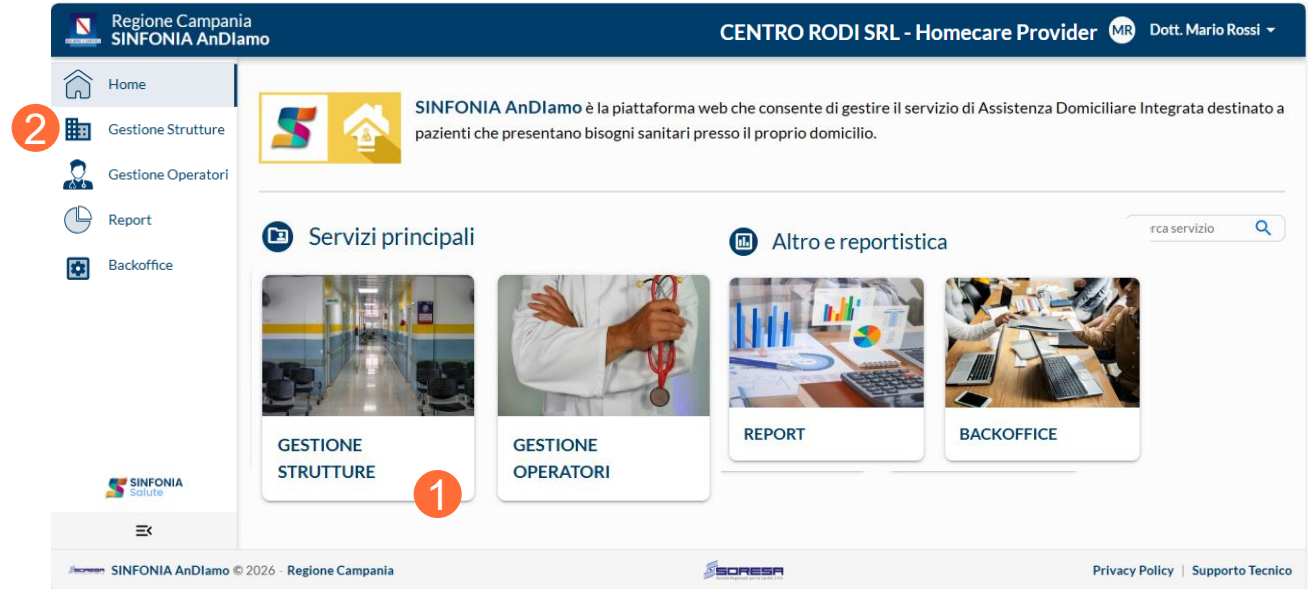 Regione Campania
SINFONIA AnDIamo
CENTRO RODI SRL - Homecare Provider MR Dott. Mario Rossi
Home
2 Gestione Strutture
Gestione Operatori
Report
Backoffice
SINFONIA AnDIamo è la piattaforma web che consente di gestire il servizio di Assistenza Domiciliare Integrata destinato a
pazienti che presentano bisogni sanitari presso il proprio domicilio.
Servizi principali
Altro e reportistica
rca servizio
GESTIONE
STRUTTURE
1
GESTIONE
OPERATORI
REPORT
BACKOFFICE
SINFONIA
Salute
SINFONIA AnDIamo © 2026 - Regione Campania
SORESA
Privacy Policy | Supporto Tecnico